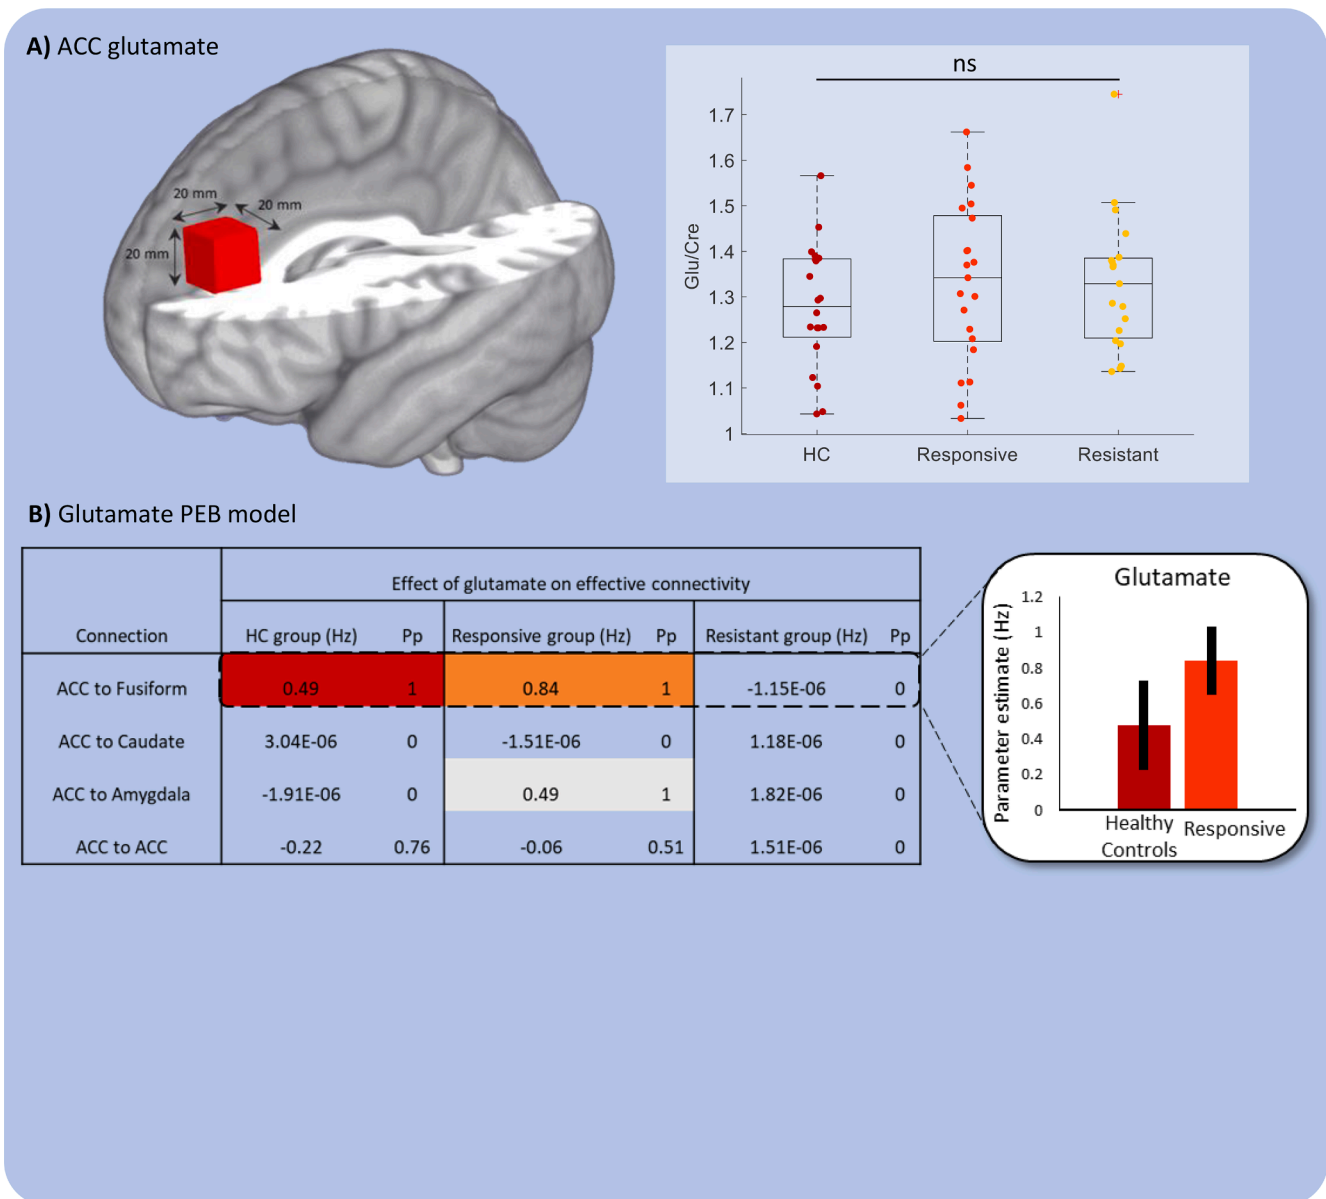 A) ACC glutamate
20 mm
20 mm
20 mm
ns
Glu/Cre
1.7
1.6
1.5
1.4
1.3
1.2
1.1
1
HC Responsive Resistant
B) Glutamate PEB model
Effect of glutamate on effective connectivity
Connection HC group (Hz) Pp Responsive group (Hz) Pp Resistant group (Hz) Pp
ACC to Fusiform 0.49 1 0.84 1 -1.15E-06 0
ACC to Caudate 3.04E-06 0 -1.51E-06 0 1.18E-06 0
ACC to Amygdala -1.91E-06 0 0.49 1 1.82E-06 0
ACC to ACC -0.22 0.76 -0.06 0.51 1.51E-06 0
Glutamate
Parameter estimate (Hz)
1.2
1
0.8
0.6
0.4
0.2
0
Healthy Controls
Responsive